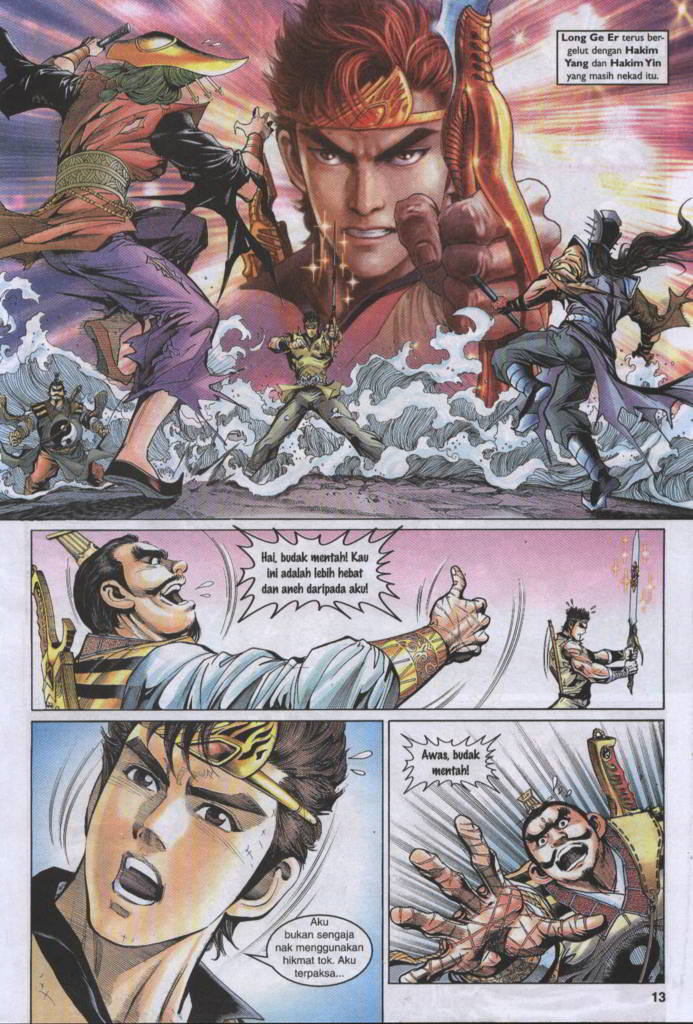 Long Ge Er terus ber-
gelut dengan Hakim
Yang dan Hakim Yin
yang masih nekad itu.
Hai, budak mentah! Kau
ini adalah lebih hebat
dan aneh daripada aku!
Aku
bukan sengaja
nak menggunakan
hikmat tok. Aku
terpaksa...
Awas, budak
mentah!
13